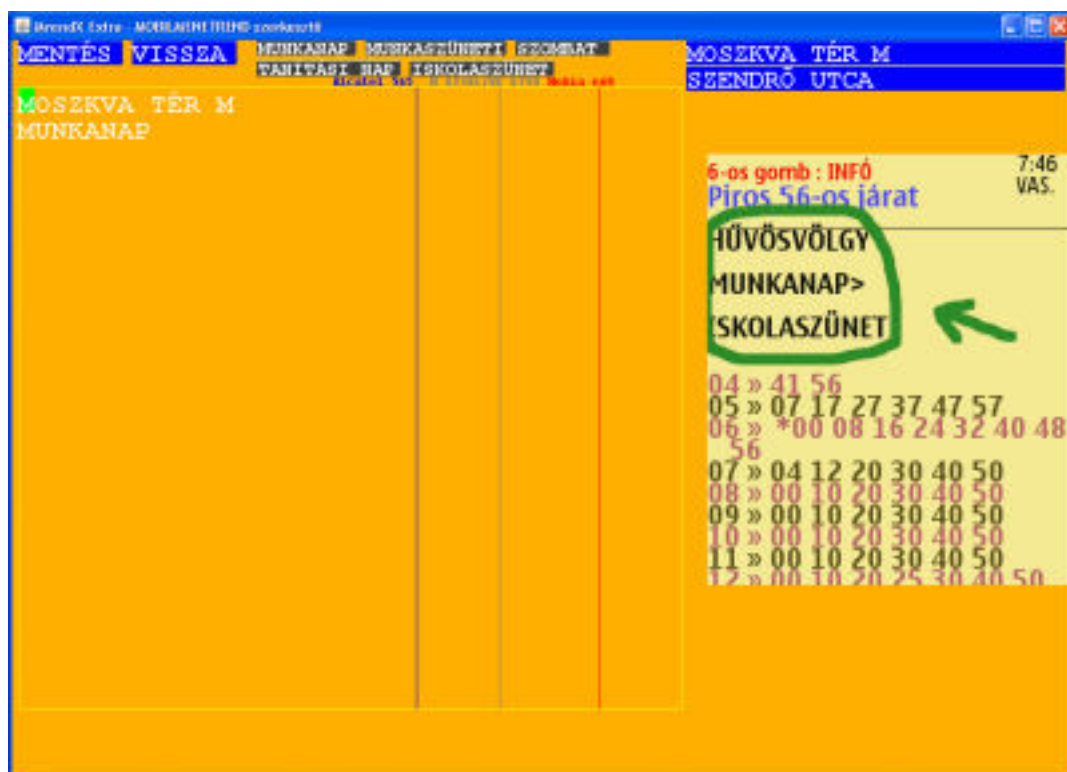 MENTÉS VISSZA
MUNKANAP MUNKASZÜNETI SZOMBAT
TANITASI NAP ISKOLASZÜNET
MOSZKVA TÉR M
SZENDRŐ UTCA
MOSZKVA TÉR M
MUNKANAP
6-os gomb : INFÓ
7:46
Piros 56-os járat
VAS.
HŰVÖSVÖLGY
MUNKANAP>
ISKOLASZÜNET
04 » 41 56
05 » 07 17 27 37 47 57
06 » *00 08 16 24 32 40 48
56
07 » 04 12 20 30 40 50
08 » 00 10 20 30 40 50
09 » 00 10 20 30 40 50
10 » 00 10 20 30 40 50
11 » 00 10 20 30 40 50
12 » 00 10 20 25 30 40 50